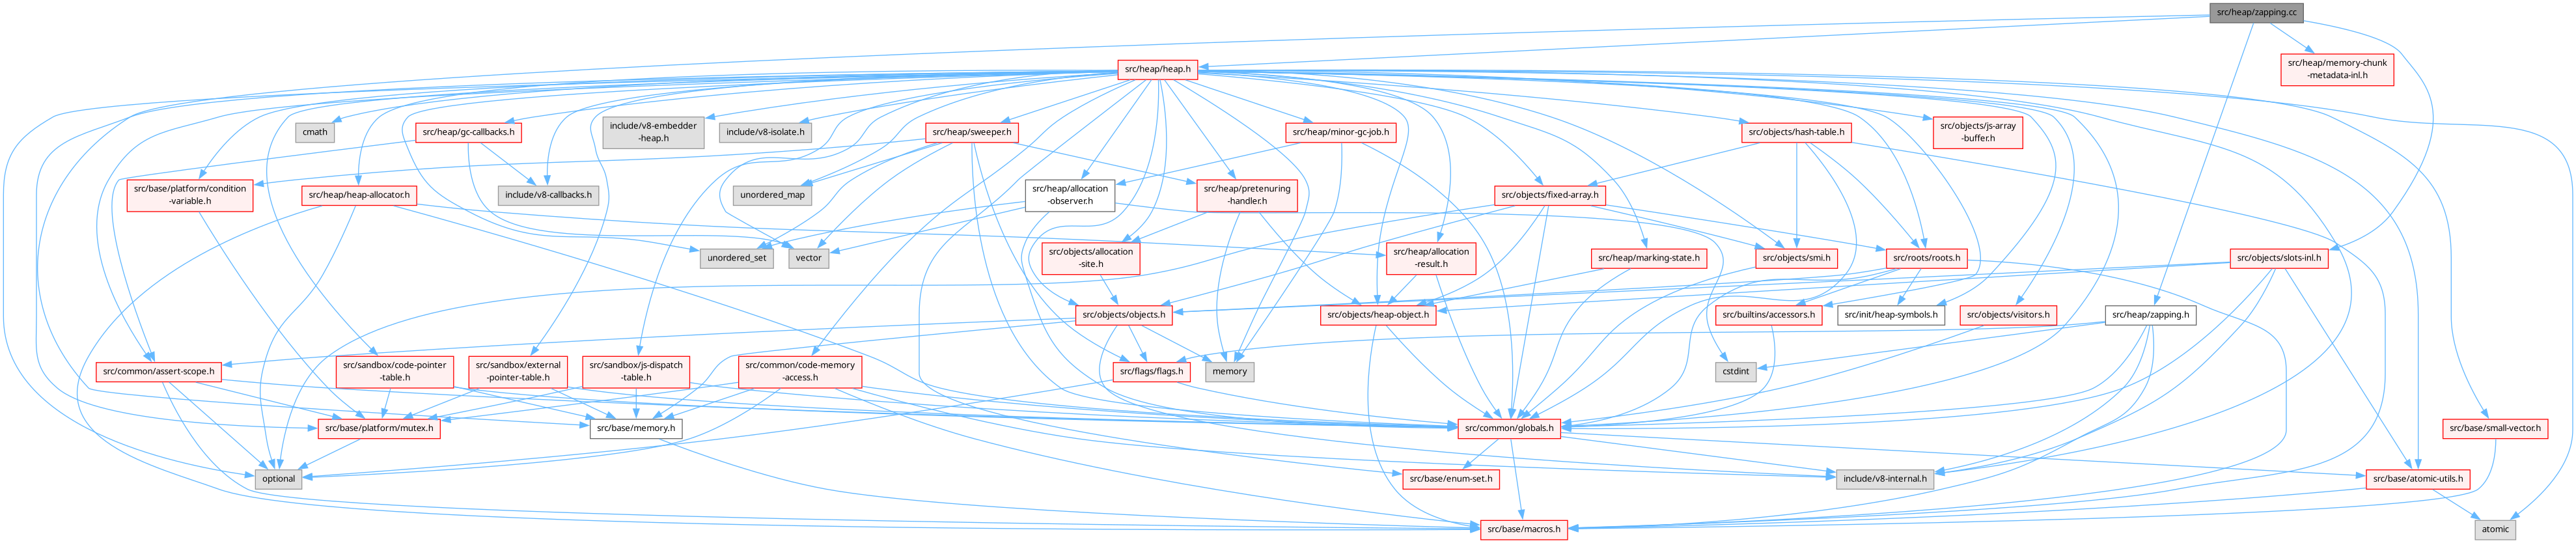 src/heap/zapping.cc
src/heap/heap.h
src/heap/memory-chunk
-metadata-inl.h
cmath
src/heap/gc-callbacks.h
include/v8-embedder
-heap.h
include/v8-isolate.h
src/heap/sweeper.h
src/heap/minor-gc-job.h
src/objects/hash-table.h
src/objects/js-array
-buffer.h
src/base/platform/condition
-variable.h
src/heap/heap-allocator.h
include/v8-callbacks.h
unordered_map
src/heap/allocation
-observer.h
src/heap/pretenuring
-handler.h
src/objects/fixed-array.h
unordered_set
vector
src/objects/allocation
-site.h
src/heap/allocation
-result.h
src/heap/marking-state.h
src/objects/smi.h
src/roots/roots.h
src/objects/slots-inl.h
src/objects/objects.h
src/objects/heap-object.h
src/builtins/accessors.h
src/init/heap-symbols.h
src/objects/visitors.h
src/heap/zapping.h
src/common/assert-scope.h
src/sandbox/code-pointer
-table.h
src/sandbox/external
-pointer-table.h
src/sandbox/js-dispatch
-table.h
src/common/code-memory
-access.h
src/flags/flags.h
memory
cstdint
src/base/platform/mutex.h
src/base/memory.h
src/common/globals.h
src/base/small-vector.h
optional
src/base/enum-set.h
include/v8-internal.h
src/base/atomic-utils.h
src/base/macros.h
atomic